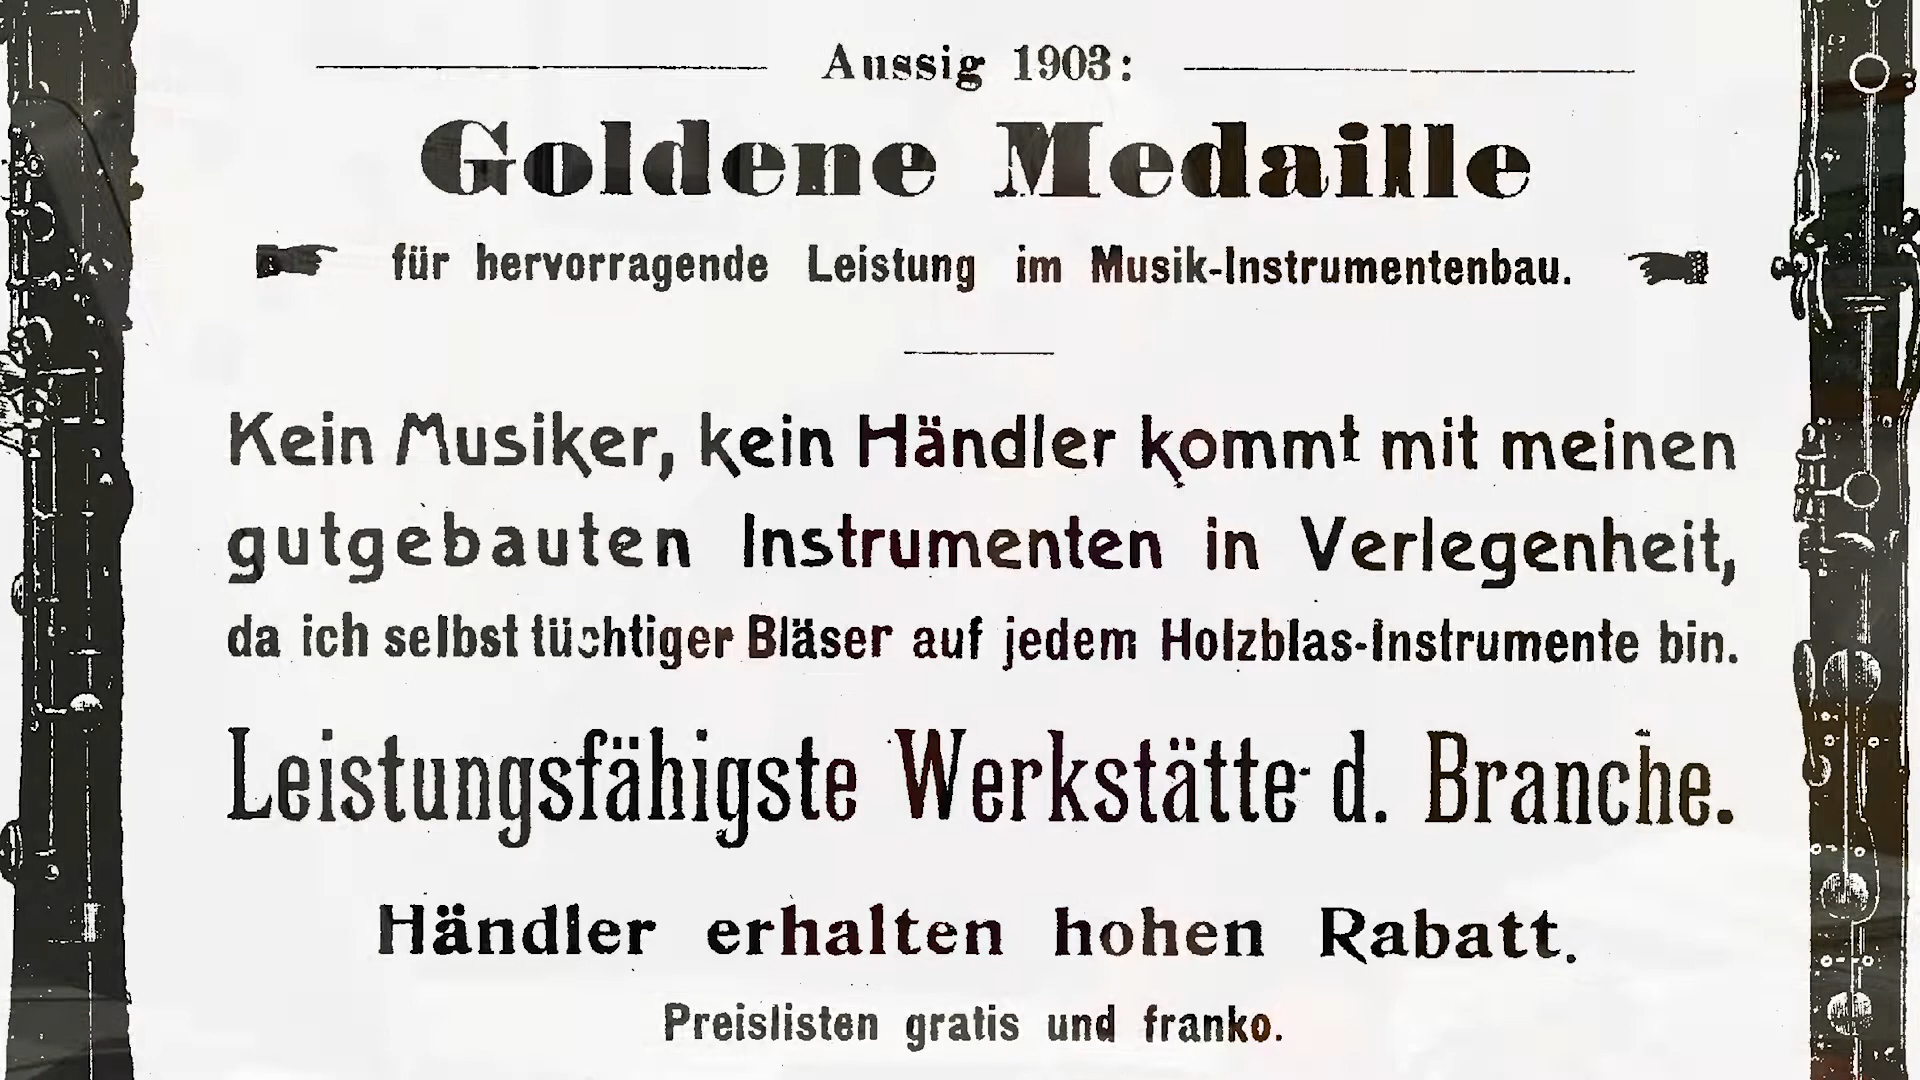 Aussig 1903:
Goldene Medaille
für hervorragende Leistung im Musik-Instrumentenbau.
Kein Musiker, kein Händler kommt mit meinen
gutgebauten Instrumenten in Verlegenheit,
da ich selbst tüchtiger Bläser auf jedem Holzblas-Instrumente bin.
Leistungsfähigste Werkstätte d. Branche.
Händler erhalten hohen Rabatt.
Preislisten gratis und franko.